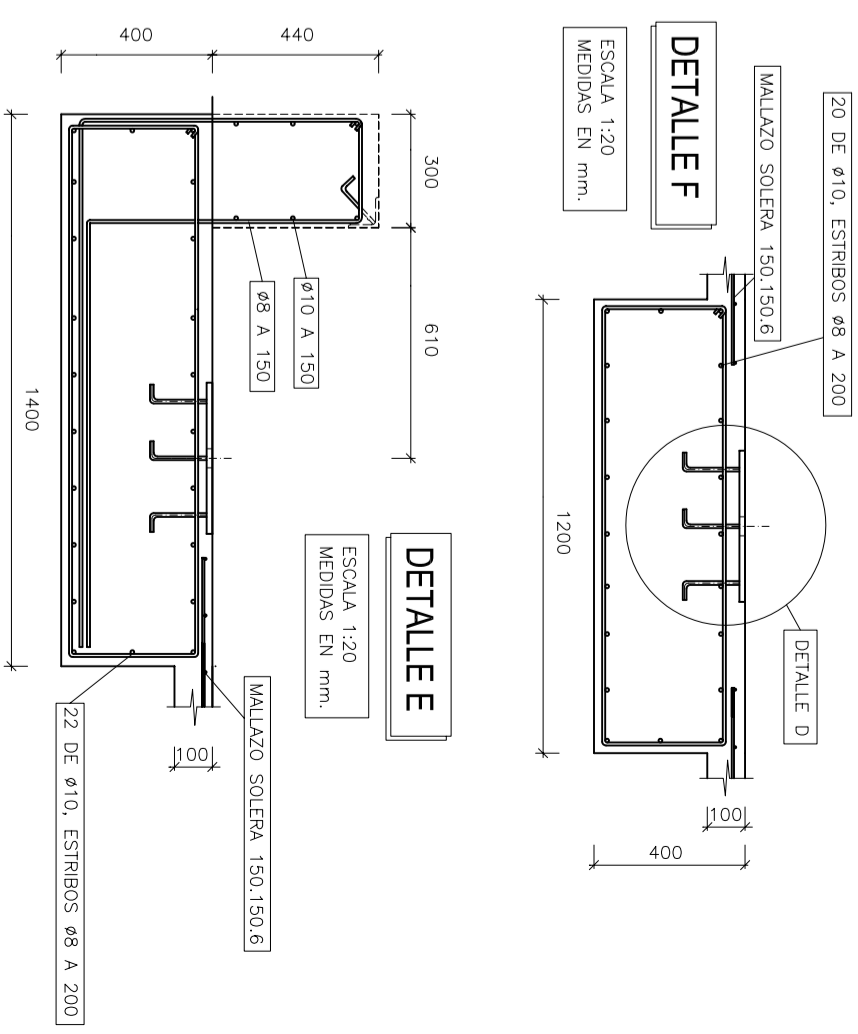 DETALLE F
ESCALA 1:20
MEDIDAS EN mm.
MALLAZO SOLERA 150.150.6
20 DE Ø10, ESTRIBOS Ø8 A 200
DETALLE D
1200
100
400
DETALLE E
ESCALA 1:20
MEDIDAS EN mm.
400
440
300
610
Ø10 A 150
Ø8 A 150
1400
100
MALLAZO SOLERA 150.150.6
22 DE Ø10, ESTRIBOS Ø8 A 200